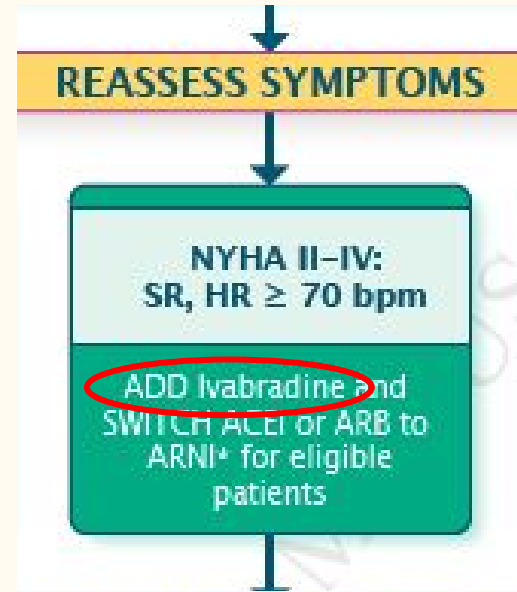 REASSESS SYMPTOMS
NYHA II–IV:
SR, HR ≥ 70 bpm
ADD Ivabradine and
SWITCH ACEI or ARB to
ARNI* for eligible
patients